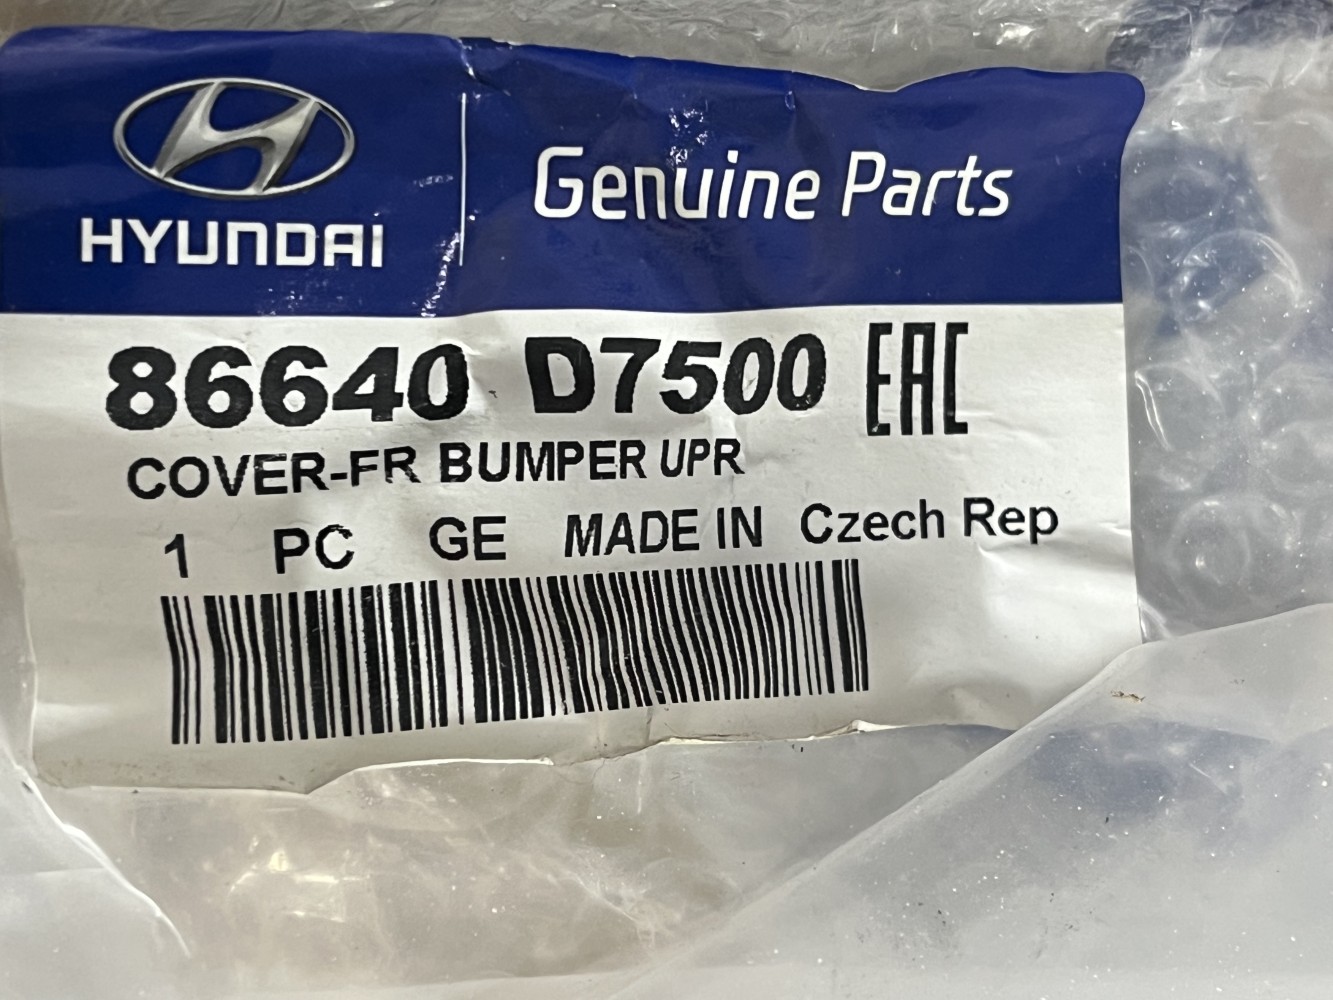 HYUNDAI
Genuine Parts
86640 D7500 EAC
COVER-FR BUMPER UPR
1 PC GE MADE IN Czech Rep